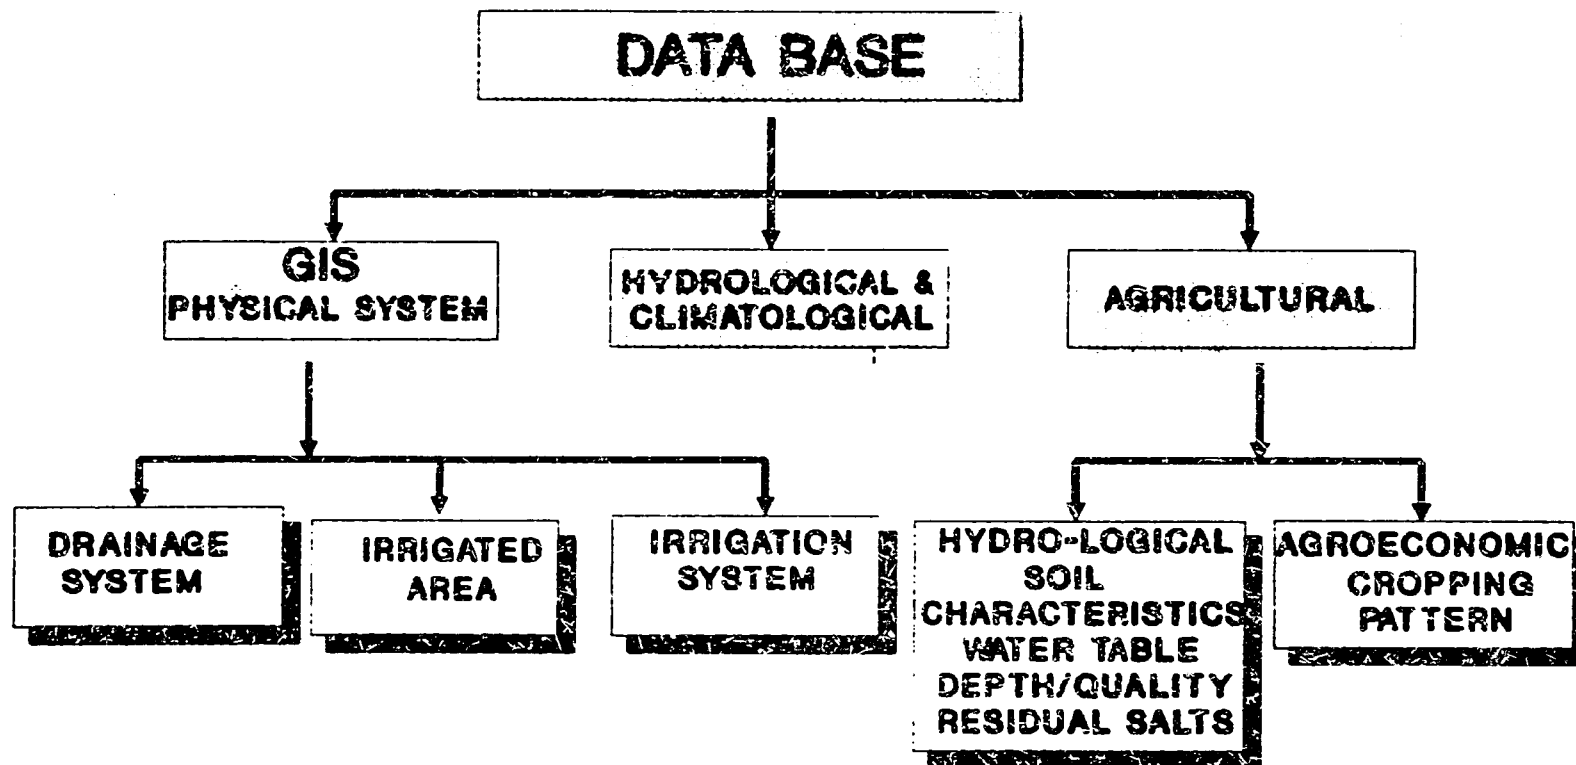 DATA BASE
GIS
PHYSICAL SYSTEM
HYDROLOGICAL &
CLIMATOLOGICAL
AGRICULTURAL
DRAINAGE
SYSTEM
IRRIGATED
AREA
IRRIGATION
SYSTEM
HYDRO-LOGICAL
SOIL
CHARACTERISTICS
WATER TABLE
DEPTH/QUALITY
RESIDUAL SALTS
AGROECONOMIC
CROPPING
PATTERN